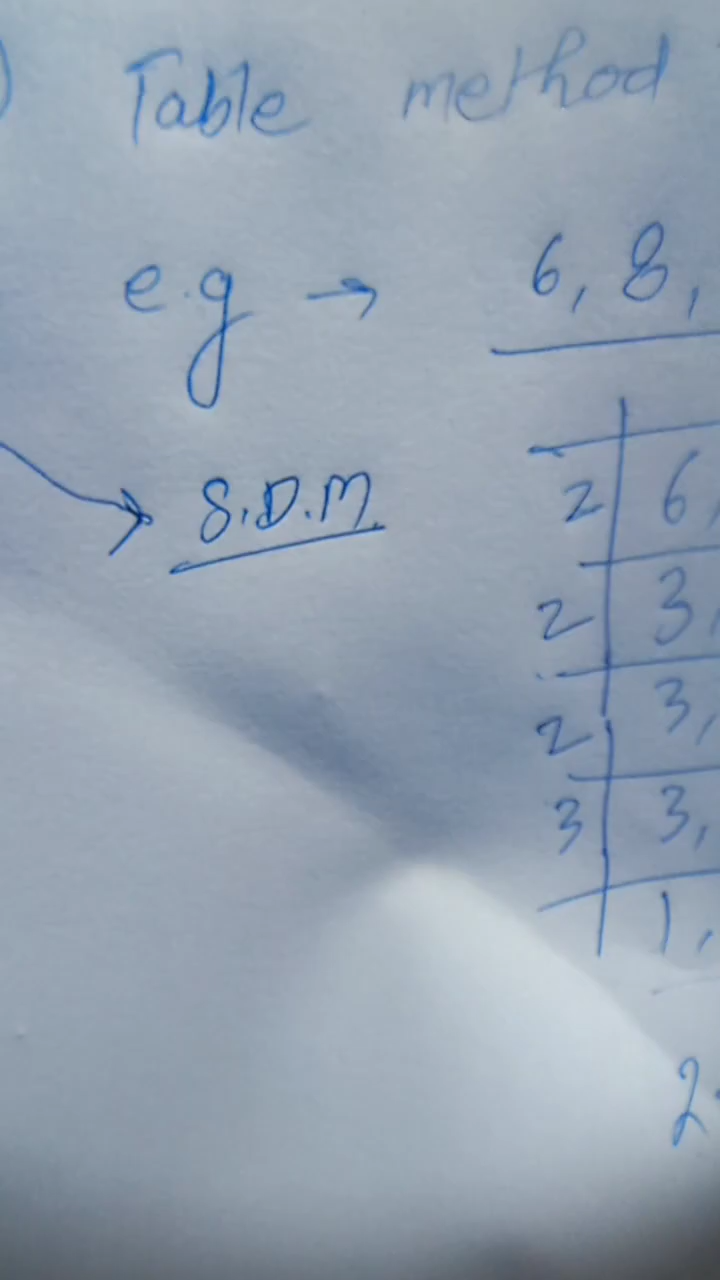 ) Table method
e.g → 6, 8,
S.D.M.
2 | 6,
2 | 3,
2 | 3,
3 | 3,
1,
2